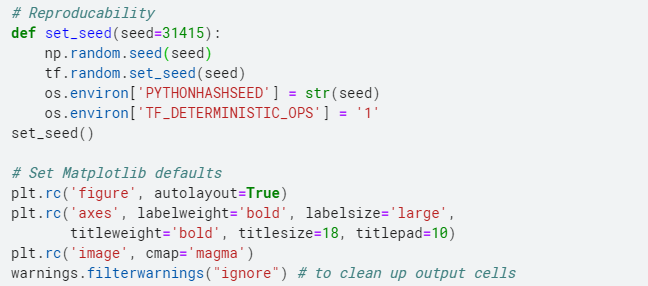 # Reproducability
def set_seed(seed=31415):
    np.random.seed(seed)
    tf.random.set_seed(seed)
    os.environ['PYTHONHASHSEED'] = str(seed)
    os.environ['TF_DETERMINISTIC_OPS'] = '1'
set_seed()

# Set Matplotlib defaults
plt.rc('figure', autolayout=True)
plt.rc('axes', labelweight='bold', labelsize='large',
       titleweight='bold', titlesize=18, titlepad=10)
plt.rc('image', cmap='magma')
warnings.filterwarnings("ignore") # to clean up output cells